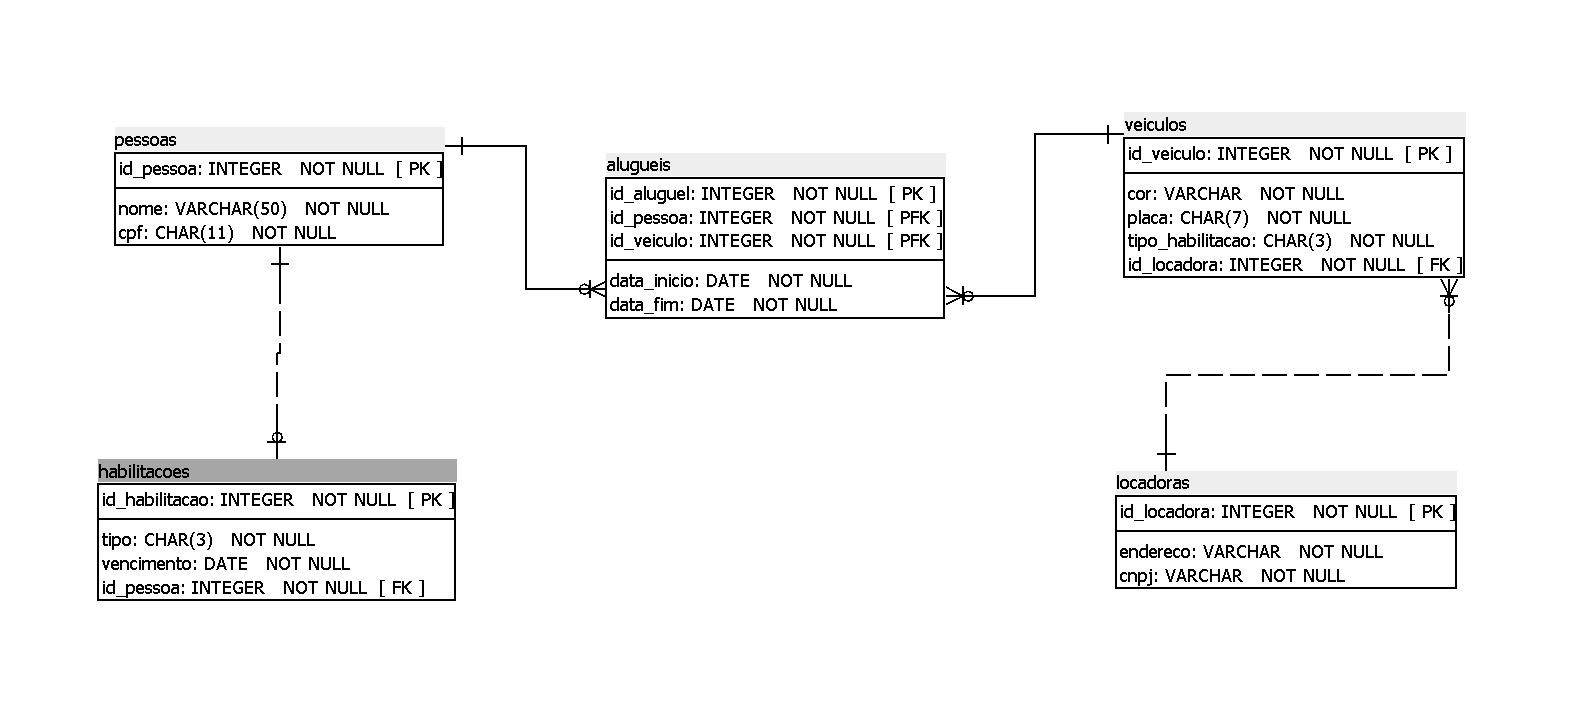 pessoas
id_pessoa: INTEGER NOT NULL [ PK ]
nome: VARCHAR(50) NOT NULL
cpf: CHAR(11) NOT NULL
alugueis
id_aluguel: INTEGER NOT NULL [ PK ]
id_pessoa: INTEGER NOT NULL [ PFK ]
id_veiculo: INTEGER NOT NULL [ PFK ]
data_inicio: DATE NOT NULL
data_fim: DATE NOT NULL
veiculos
id_veiculo: INTEGER NOT NULL [ PK ]
cor: VARCHAR NOT NULL
placa: CHAR(7) NOT NULL
tipo_habilitacao: CHAR(3) NOT NULL
id_locadora: INTEGER NOT NULL [ FK ]
habilitacoes
id_habilitacao: INTEGER NOT NULL [ PK ]
tipo: CHAR(3) NOT NULL
vencimento: DATE NOT NULL
id_pessoa: INTEGER NOT NULL [ FK ]
locadoras
id_locadora: INTEGER NOT NULL [ PK ]
endereco: VARCHAR NOT NULL
cnpj: VARCHAR NOT NULL